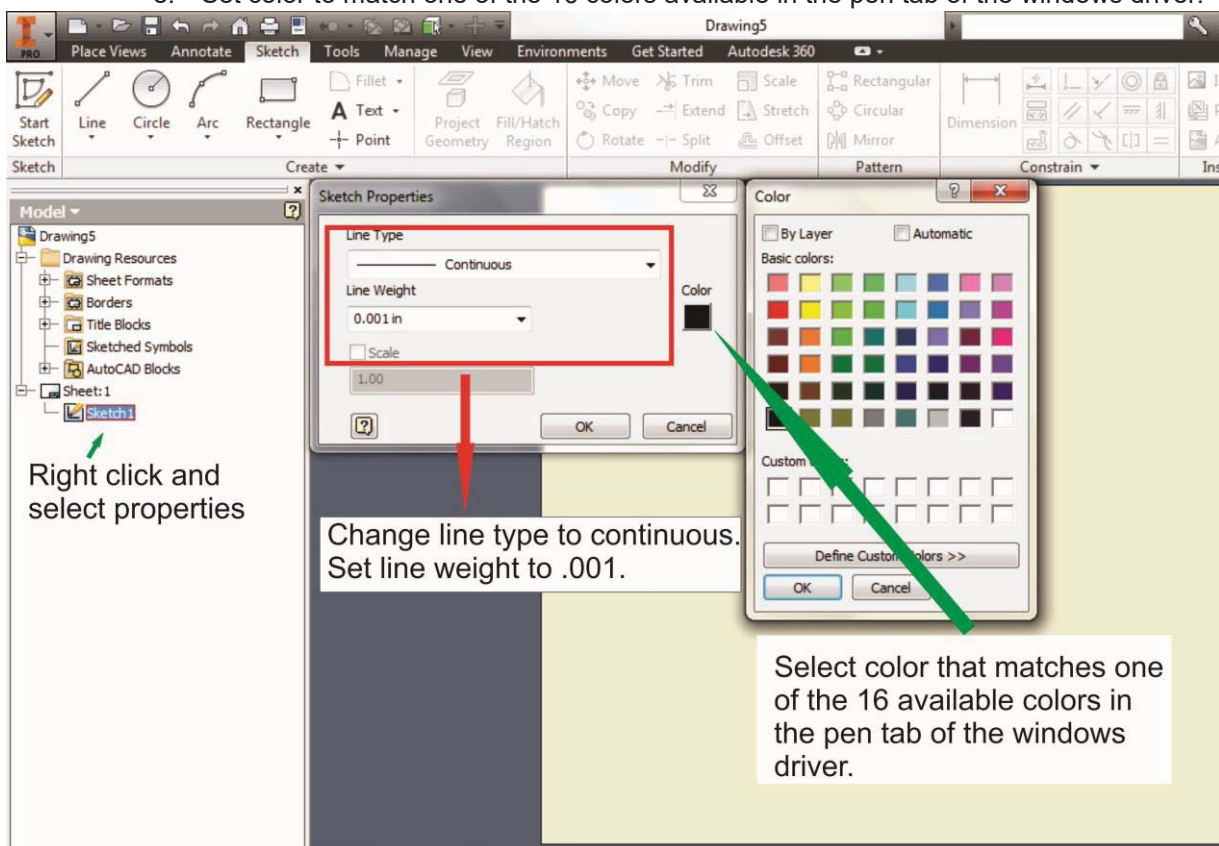 Set color to match one of the 16 colors available in the pen tab of the windows driver.
Drawing5
PRO
Place Views Annotate Sketch Tools Manage View Environments Get Started Autodesk 360
Start Sketch
Line
Circle
Arc
Rectangle
Fillet
A Text
Point
Project Geometry
Fill/Hatch Region
Move
Copy
Rotate
Trim
Extend
Split
Scale
Stretch
Offset
Rectangular
Circular
Mirror
Dimension
Sketch
Create
Modify
Pattern
Constrain
Ins
Model
Drawing5
Drawing Resources
Sheet Formats
Borders
Title Blocks
Sketched Symbols
AutoCAD Blocks
Sheet:1
Sketch1
Right click and
select properties
Sketch Properties
Line Type
Continuous
Line Weight
0.001 in
Color
Scale
1.00
OK
Cancel
Change line type to continuous.
Set line weight to .001.
Color
By Layer
Automatic
Basic colors:
Custom
Define Custom Colors >>
OK
Cancel
Select color that matches one
of the 16 available colors in
the pen tab of the windows
driver.